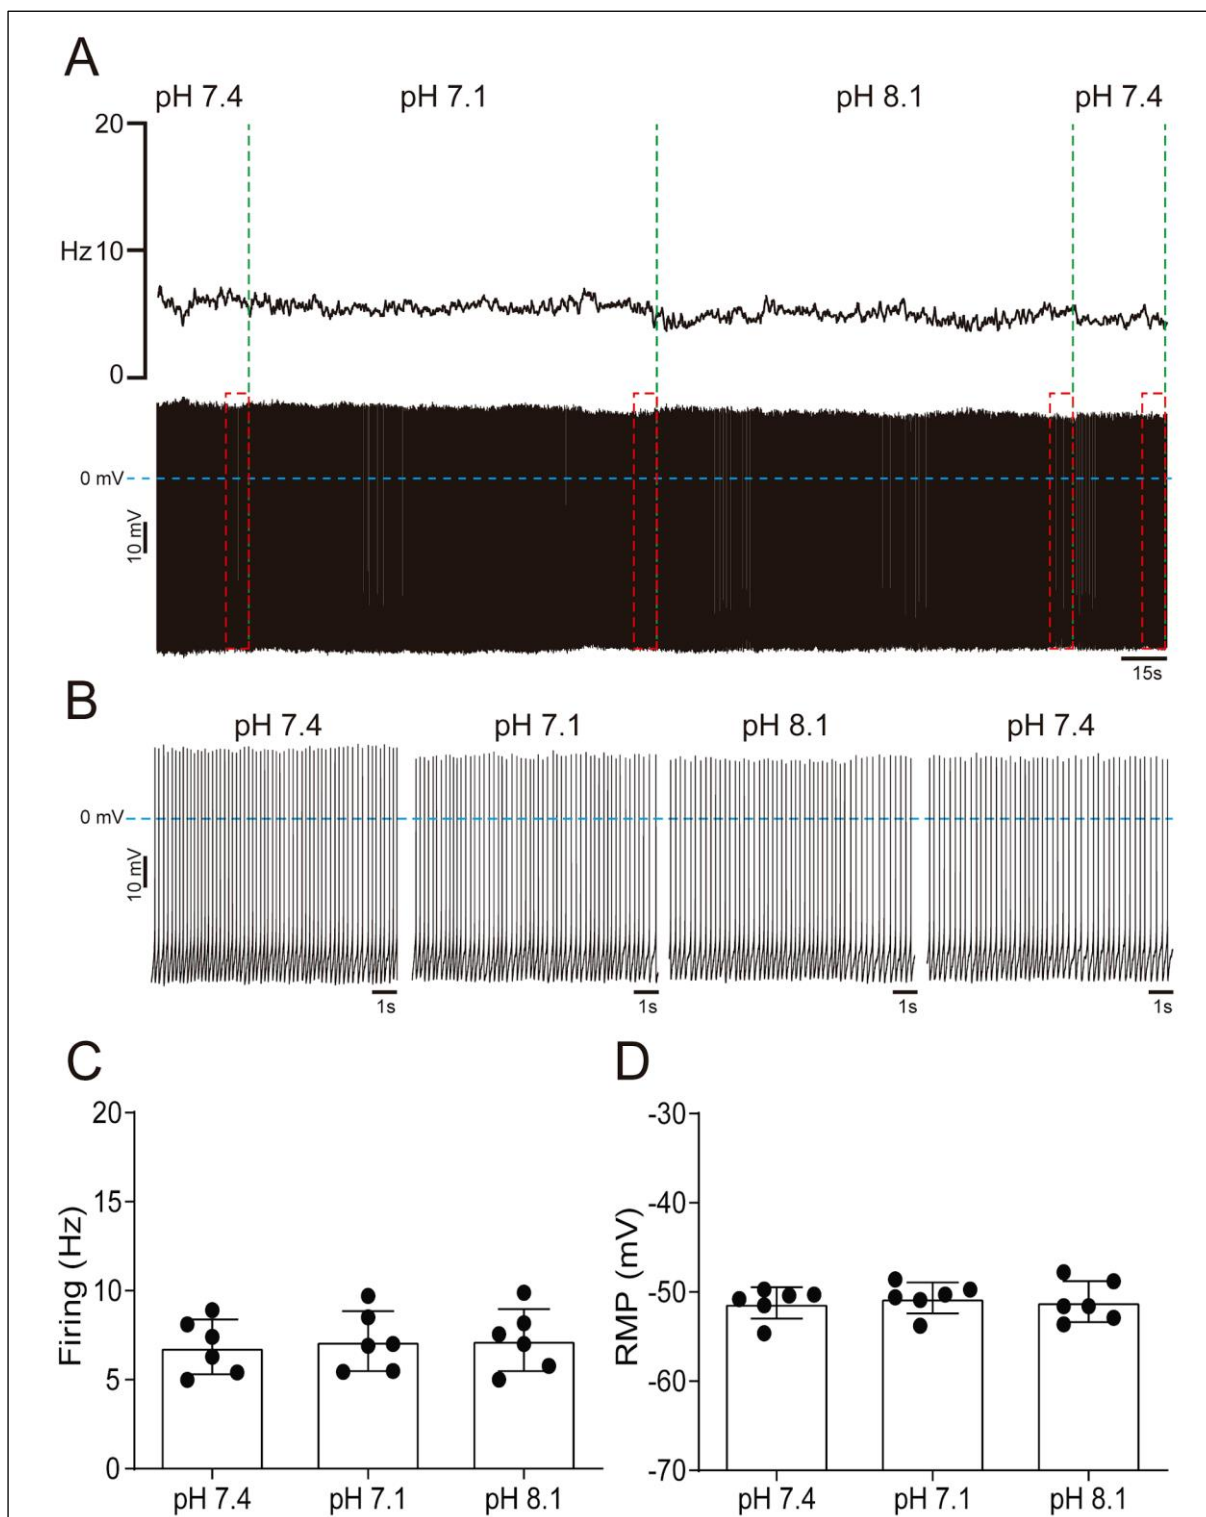 A
pH 7.4 pH 7.1 pH 8.1 pH 7.4
20
Hz 10
0
0 mV
10 mV
15s
B
pH 7.4 pH 7.1 pH 8.1 pH 7.4
0 mV
10 mV
1s 1s 1s 1s
C
20
15
10
5
0
Firing (Hz)
pH 7.4 pH 7.1 pH 8.1
D
-30
-40
-50
-60
-70
RMP (mV)
pH 7.4 pH 7.1 pH 8.1